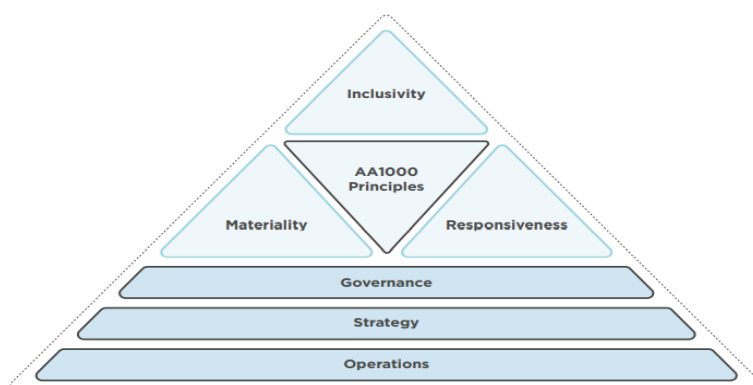 Inclusivity
AA1000
Principles
Materiality
Responsiveness
Governance
Strategy
Operations